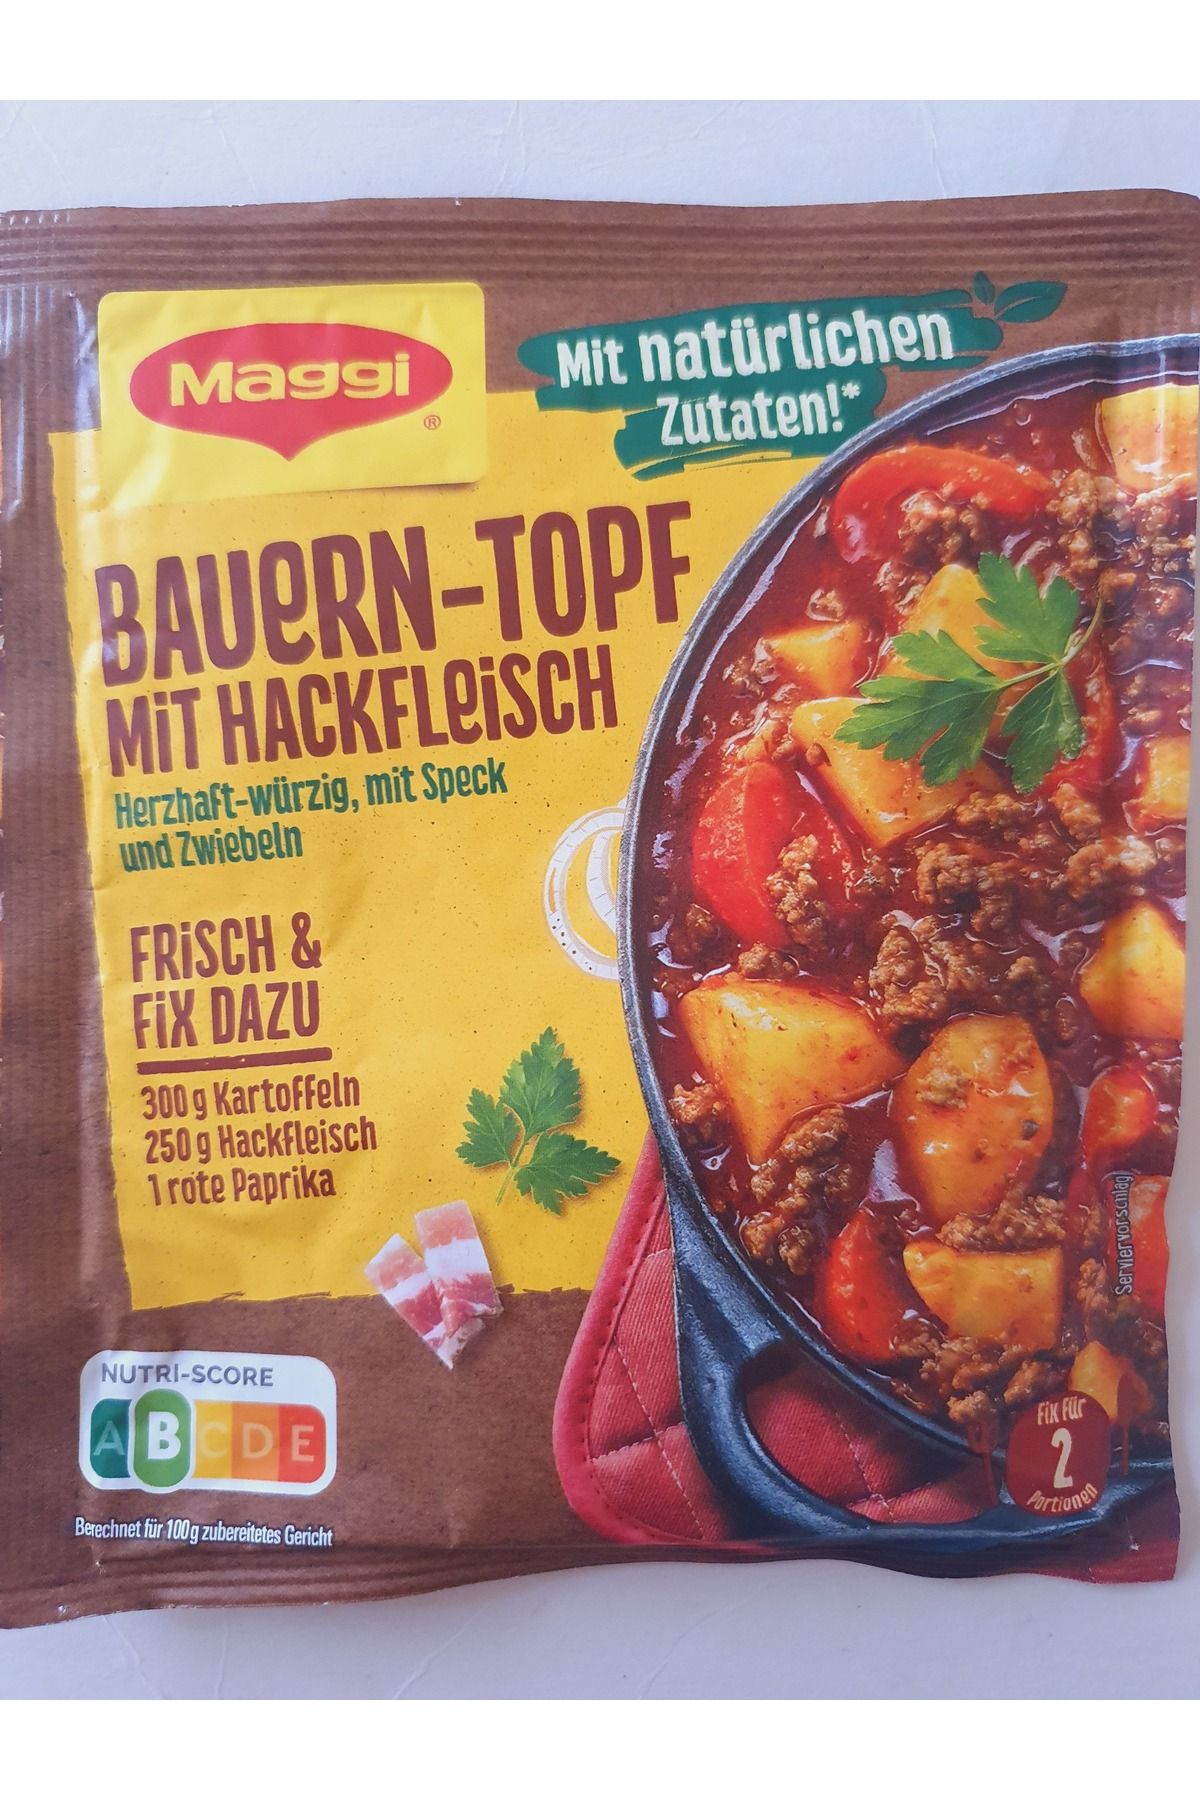 Maggi
®
Mit natürlichen
Zutaten!*
BAUERN-TOPF
MIT HACKFLEISCH
Herzhaft-würzig, mit Speck
und Zwiebeln
FRISCH &
FIX DAZU
300 g Kartoffeln
250 g Hackfleisch
1 rote Paprika
Serviervorschlag
NUTRI-SCORE
A B C D E
Berechnet für 100 g zubereitetes Gericht
Fix für
2
Portionen